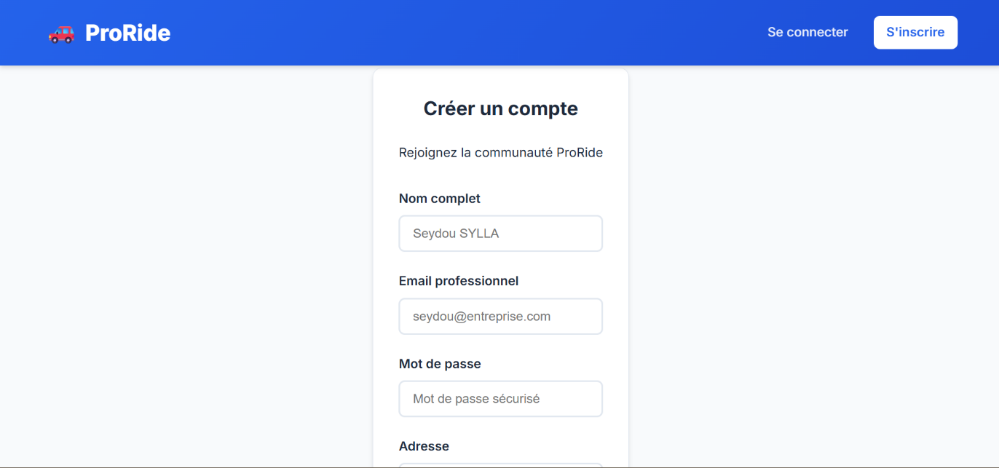 ProRide
Se connecter
S'inscrire
Créer un compte
Rejoignez la communauté ProRide
Nom complet
Seydou SYLLA
Email professionnel
seydou@entreprise.com
Mot de passe
Mot de passe sécurisé
Adresse